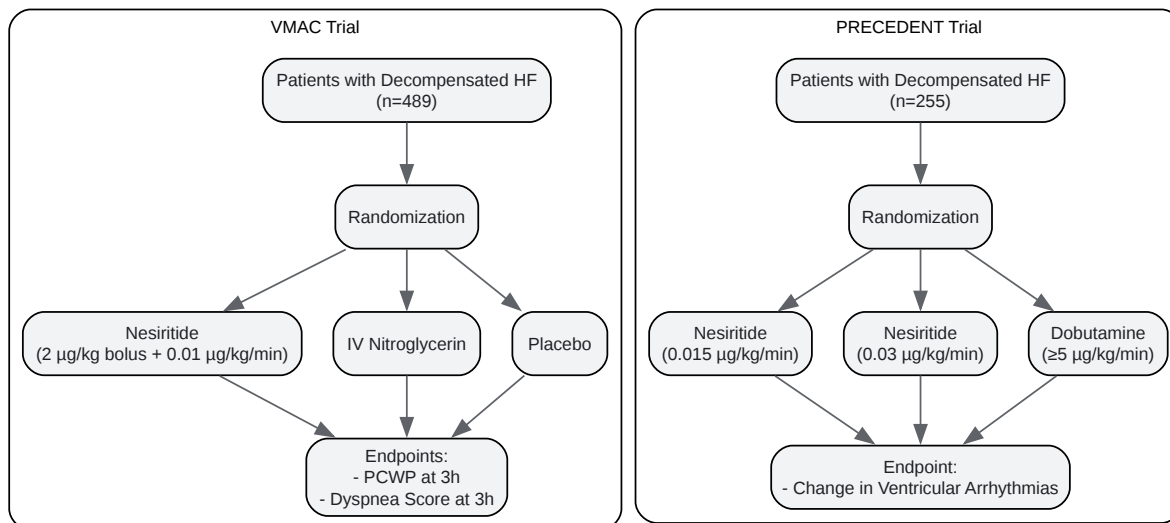 VMAC Trial
Patients with Decompensated HF
(n=489)
Randomization
Nesiritide
(2 µg/kg bolus + 0.01 µg/kg/min)
IV Nitroglycerin
Placebo
Endpoints:
- PCWP at 3h
- Dyspnea Score at 3h
PRECEDENT Trial
Patients with Decompensated HF
(n=255)
Randomization
Nesiritide
(0.015 µg/kg/min)
Nesiritide
(0.03 µg/kg/min)
Dobutamine
(≥5 µg/kg/min)
Endpoint:
- Change in Ventricular Arrhythmias